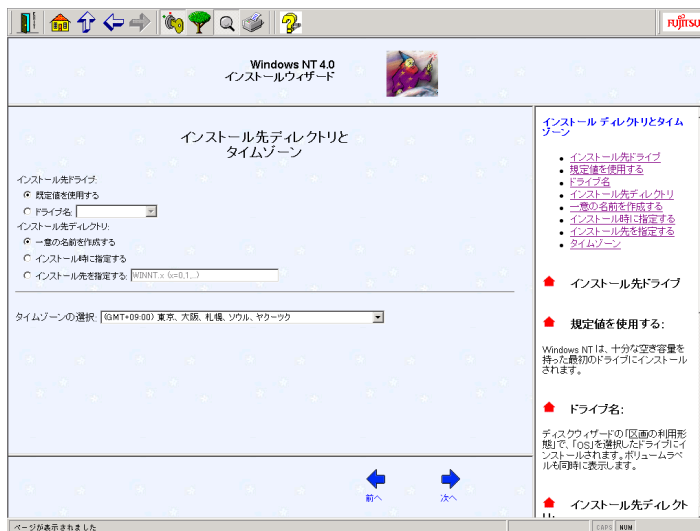 FUJITSU
Windows NT 4.0
インストールウィザード
インストール先ディレクトリと
タイムゾーン
インストール先ドライブ:
既定値を使用する
ドライブ名:
インストール先ディレクトリ:
一意の名前を作成する
インストール時に指定する
インストール先を指定する: WINNT.x (x=0,1,..)
タイムゾーンの選択: (GMT+09:00) 東京、大阪、札幌、ソウル、ヤクーツク
前へ
次へ
インストール ディレクトリとタイム
ゾーン
インストール先ドライブ
規定値を使用する
ドライブ名
インストール先ディレクトリ
一意の名前を作成する
インストール時に指定する
インストール先を指定する
タイムゾーン
インストール先ドライブ
規定値を使用する:
Windows NT は、十分な空き容量を
持った最初のドライブにインストール
されます。
ドライブ名:
ディスクウィザードの「区画の利用形
態」で、「OS」を選択したドライブにイ
ンストールされます。ボリュームラベ
ルも同時に表示します。
インストール先ディレクト
ページが表示されました
CAPS NUM